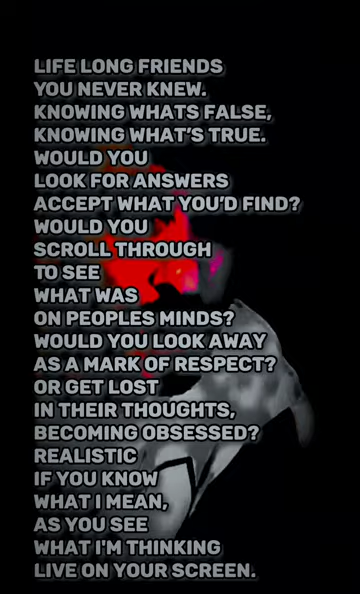 LIFE LONG FRIENDS
YOU NEVER KNEW.
KNOWING WHATS FALSE,
KNOWING WHAT'S TRUE.
WOULD YOU
LOOK FOR ANSWERS
ACCEPT WHAT YOU'D FIND?
WOULD YOU
SCROLL THROUGH
TO SEE
WHAT WAS
ON PEOPLES MINDS?
WOULD YOU LOOK AWAY
AS A MARK OF RESPECT?
OR GET LOST
IN THEIR THOUGHTS,
BECOMING OBSESSED?
REALISTIC
IF YOU KNOW
WHAT I MEAN,
AS YOU SEE
WHAT I'M THINKING
LIVE ON YOUR SCREEN.